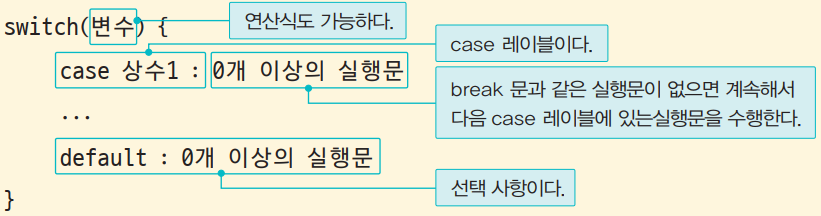 switch(변수) {
연산식도 가능하다.
case 레이블이다.
case 상수1 : 0개 이상의 실행문
break 문과 같은 실행문이 없으면 계속해서
다음 case 레이블에 있는실행문을 수행한다.
...
default : 0개 이상의 실행문
선택 사항이다.
}